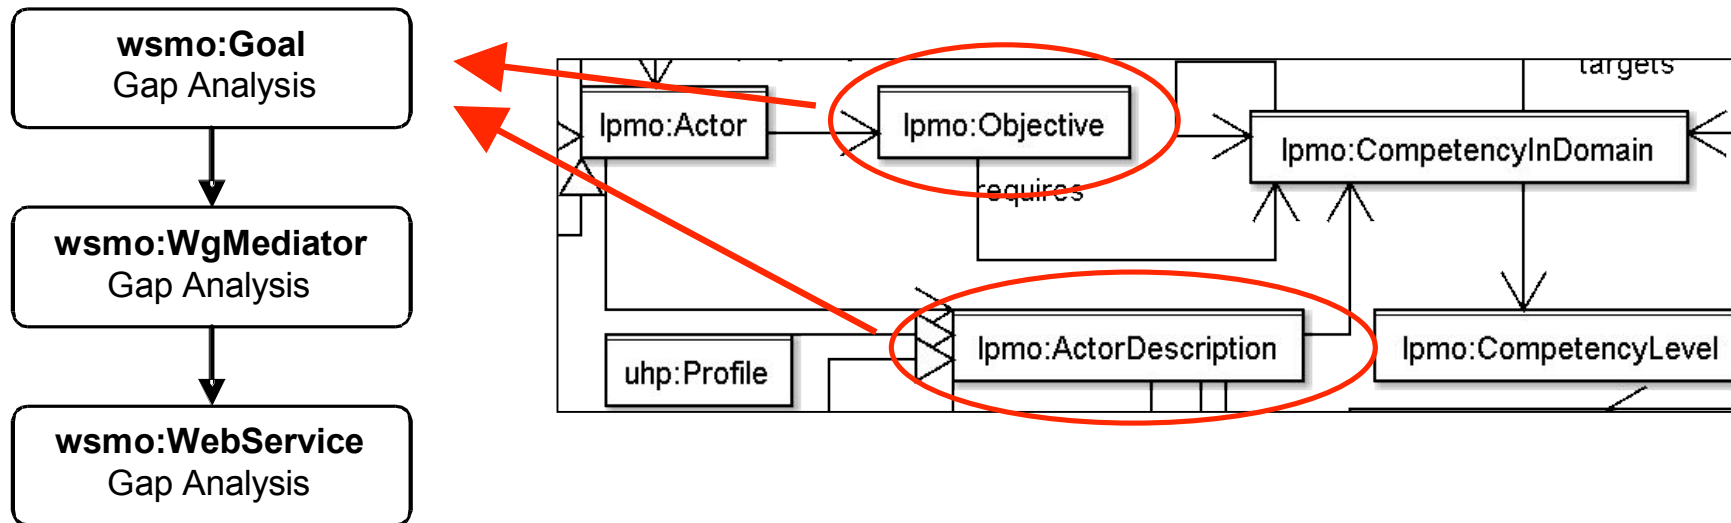 wsmo:Goal
Gap Analysis
wsmo:WgMediator
Gap Analysis
wsmo:WebService
Gap Analysis
targets
lpmo:Actor
lpmo:Objective
lpmo:CompetencyInDomain
requires
lpmo:ActorDescription
lpmo:CompetencyLevel
uhp:Profile